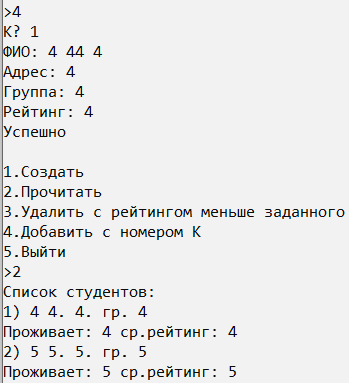 >4
К? 1
ФИО: 4 44 4
Адрес: 4
Группа: 4
Рейтинг: 4
Успешно
1.Создать
2.Прочитать
3.Удалить с рейтингом меньше заданного
4.Добавить с номером К
5.Выйти
>2
Список студентов:
1) 4 4. 4. гр. 4
Проживает: 4 ср.рейтинг: 4
2) 5 5. 5. гр. 5
Проживает: 5 ср.рейтинг: 5